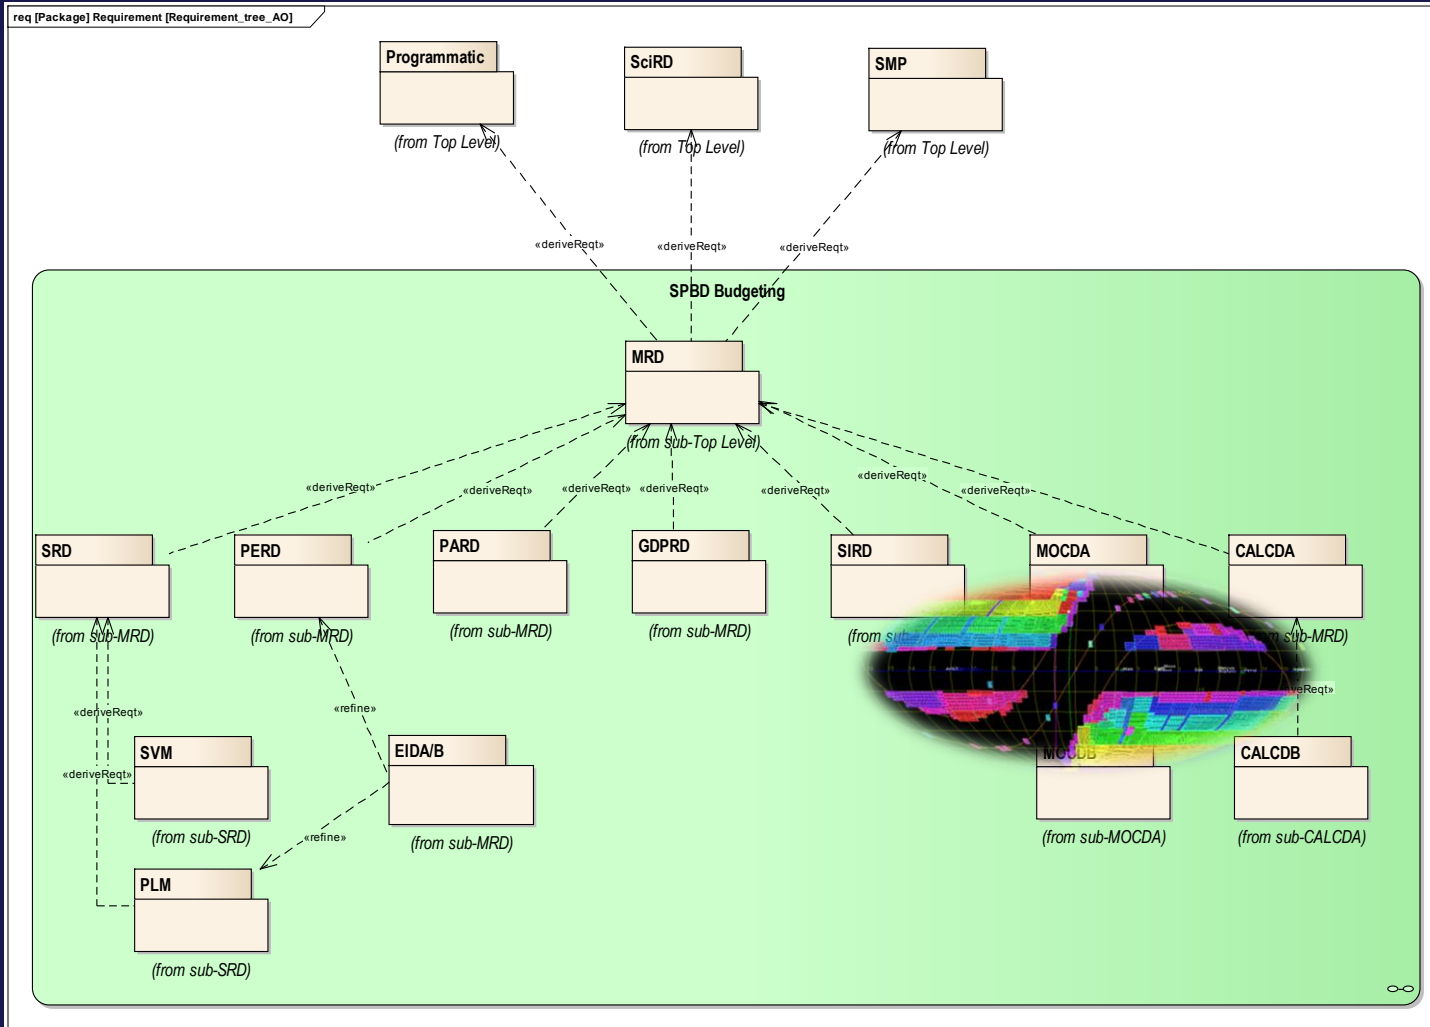 req [Package] Requirement [Requirement_tree_AO]
Programmatic
SciRD
SMP
(from Top Level)
(from Top Level)
(from Top Level)
«deriveReqt»
«deriveReqt»
«deriveReqt»
SPBD Budgeting
MRD
(from sub-Top Level)
«deriveReqt»
«deriveReqt»
«deriveReqt»
«deriveReqt»
«deriveReqt»
«deriveReqt»
«deriveReqt»
SRD
PERD
PARD
GDPRD
SIRD
MOCDA
CALCDA
(from sub-MRD)
(from sub-MRD)
(from sub-MRD)
(from sub-MRD)
(from
sub-MRD)
«deriveReqt»
«refine»
SVM
EIDA/B
MOCDB
CALCDB
«deriveReqt»
(from sub-SRD)
«refine»
(from sub-MRD)
(from sub-MOCDA)
(from sub-CALCDA)
PLM
(from sub-SRD)